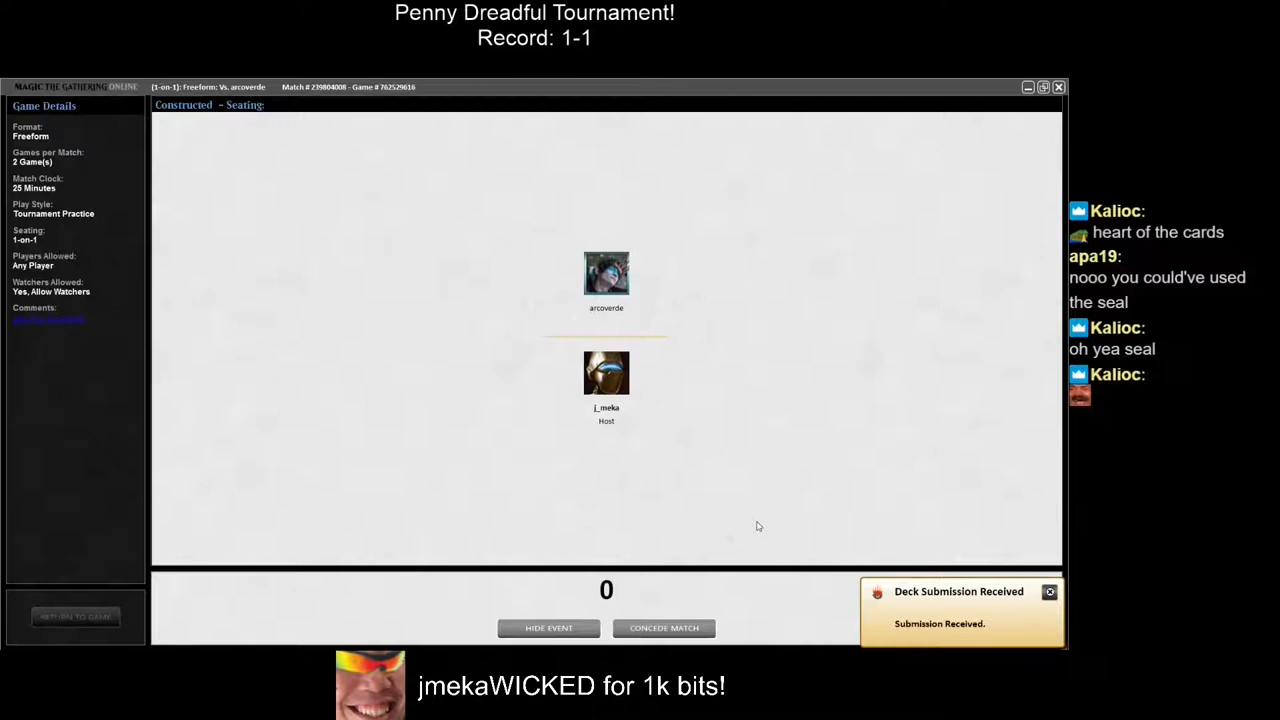 Penny Dreadful Tournament!
Record: 1-1
MAGIC THE GATHERING ONLINE
(1-on-1): Freeform: Vs. arcoverde
Match # 239804008 - Game # 762529616
Game Details
Constructed - Seating:
Format:
Freeform
Games per Match:
2 Game(s)
Match Clock:
25 Minutes
Play Style:
Tournament Practice
Seating:
1-on-1
Players Allowed:
Any Player
Watchers Allowed:
Yes, Allow Watchers
Comments:
arcoverde
j_meka
Host
0
HIDE EVENT
CONCEDE MATCH
RETURN TO GAME
Deck Submission Received
Submission Received.
Kalioc:
heart of the cards
apa19:
nooo you could've used
the seal
Kalioc:
oh yea seal
Kalioc:
jmekaWICKED for 1k bits!